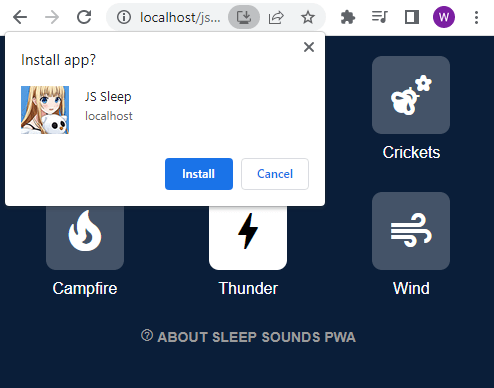 localhost/js...
W
Install app?
JS Sleep
localhost
Install
Cancel
Crickets
Campfire
Thunder
Wind
? ABOUT SLEEP SOUNDS PWA